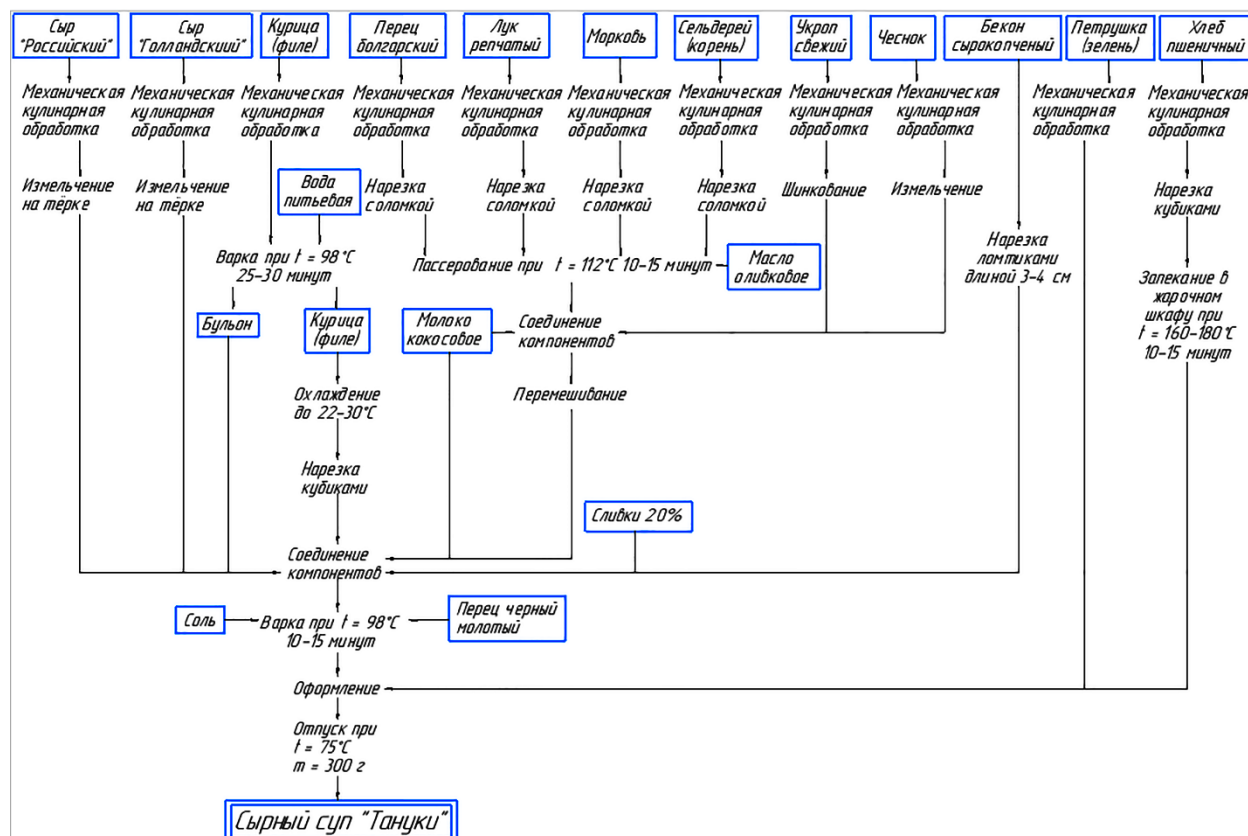 Сыр
"Российский"
Сыр
"Голландский"
Курица
(филе)
Перец
болгарский
Лук
репчатый
Морковь
Сельдерей
(корень)
Укроп
свежий
Чеснок
Бекон
сырокопченый
Петрушка
(зелень)
Хлеб
пшеничный
Механическая
кулинарная
обработка
Механическая
кулинарная
обработка
Механическая
кулинарная
обработка
Механическая
кулинарная
обработка
Механическая
кулинарная
обработка
Механическая
кулинарная
обработка
Механическая
кулинарная
обработка
Механическая
кулинарная
обработка
Механическая
кулинарная
обработка
Механическая
кулинарная
обработка
Механическая
кулинарная
обработка
Измельчение
на тёрке
Измельчение
на тёрке
Вода
питьевая
Нарезка
соломкой
Нарезка
соломкой
Нарезка
соломкой
Нарезка
соломкой
Шинкование
Измельчение
Нарезка
кубиками
Варка при t = 98°С
25-30 минут
Пассерование при t = 112°С 10-15 минут
Масло
оливковое
Нарезка
ломтиками
длиной 3-4 см
Запекание в
жарочном
шкафу при
t = 160-180°С
10-15 минут
Бульон
Курица
(филе)
Молоко
кокосовое
Соединение
компонентов
Охлаждение
до 22-30°С
Перемешивание
Нарезка
кубиками
Сливки 20%
Соединение
компонентов
Соль
Варка при t = 98°С
10-15 минут
Перец черный
молотый
Оформление
Отпуск при
t = 75°С
m = 300 г
Сырный суп "Тануки"